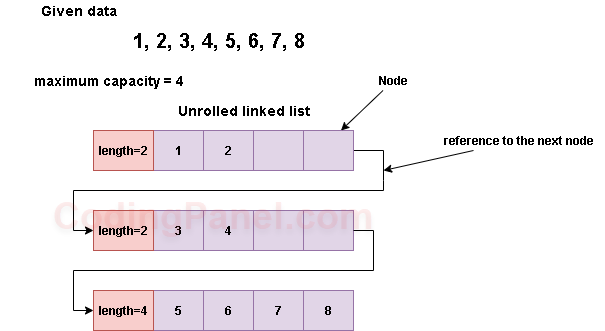 Given data
1, 2, 3, 4, 5, 6, 7, 8
maximum capacity = 4
Node
Unrolled linked list
reference to the next node
length=2 1 2
CodingPanel.com
length=2 3 4
length=4 5 6 7 8